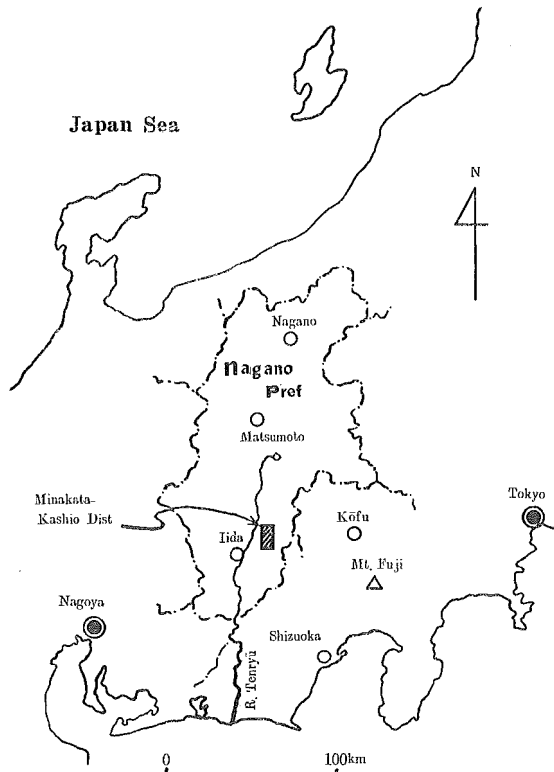 Japan Sea
N
Nagano
Nagano
Pref
Matsumoto
Minakata-
Kashio Dist
Tokyo
Kōfu
Iida
Mt. Fuji
Nagoya
Shizuoka
R. Tenryū
0 100km